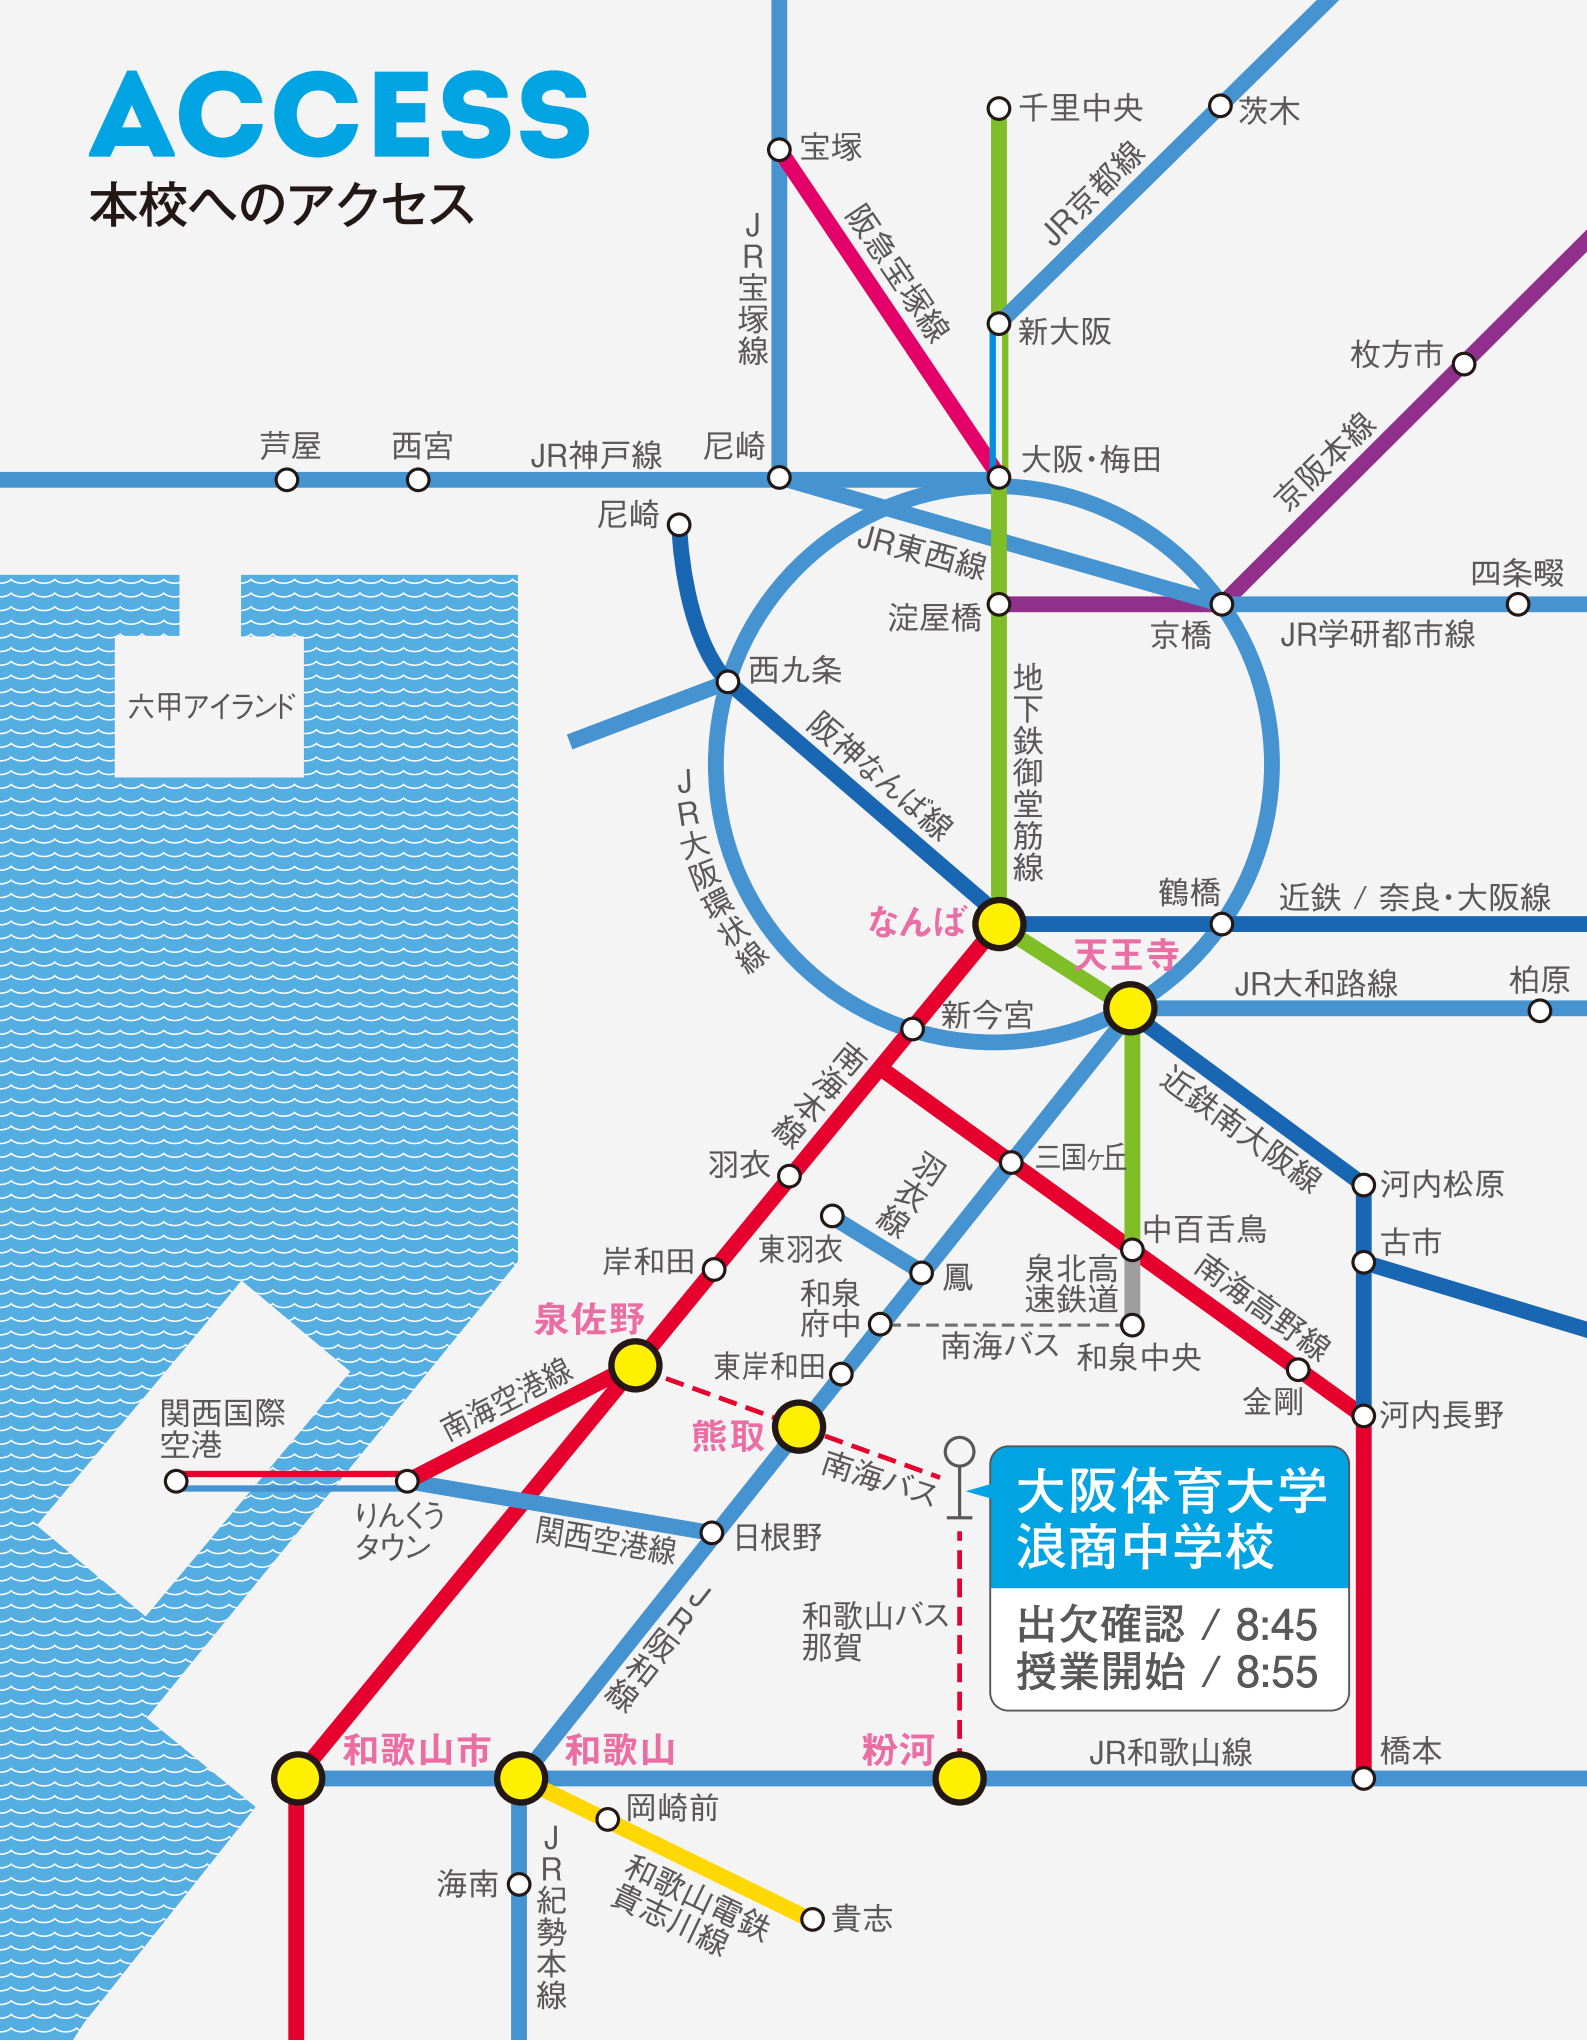 ACCESS
本校へのアクセス
千里中央
茨木
宝塚
JR宝塚線
阪急宝塚線
JR京都線
新大阪
枚方市
芦屋
西宮
JR神戸線
尼崎
大阪・梅田
京阪本線
尼崎
JR東西線
四条畷
淀屋橋
京橋
JR学研都市線
西九条
六甲アイランド
地下鉄御堂筋線
阪神なんば線
JR大阪環状線
なんば
鶴橋
近鉄 / 奈良・大阪線
天王寺
JR大和路線
柏原
新今宮
南海本線
近鉄南大阪線
羽衣
羽衣線
三国ヶ丘
河内松原
東羽衣
中百舌鳥
古市
岸和田
鳳
泉北高
速鉄道
南海高野線
和泉
府中
泉佐野
南海バス
和泉中央
東岸和田
金剛
河内長野
南海空港線
関西国際
空港
熊取
南海バス
りんくう
タウン
関西空港線
日根野
大阪体育大学
浪商中学校
出欠確認 / 8:45
授業開始 / 8:55
JR阪和線
和歌山バス
那賀
和歌山市
和歌山
粉河
JR和歌山線
橋本
岡崎前
海南
JR紀勢本線
和歌山電鉄
貴志川線
貴志